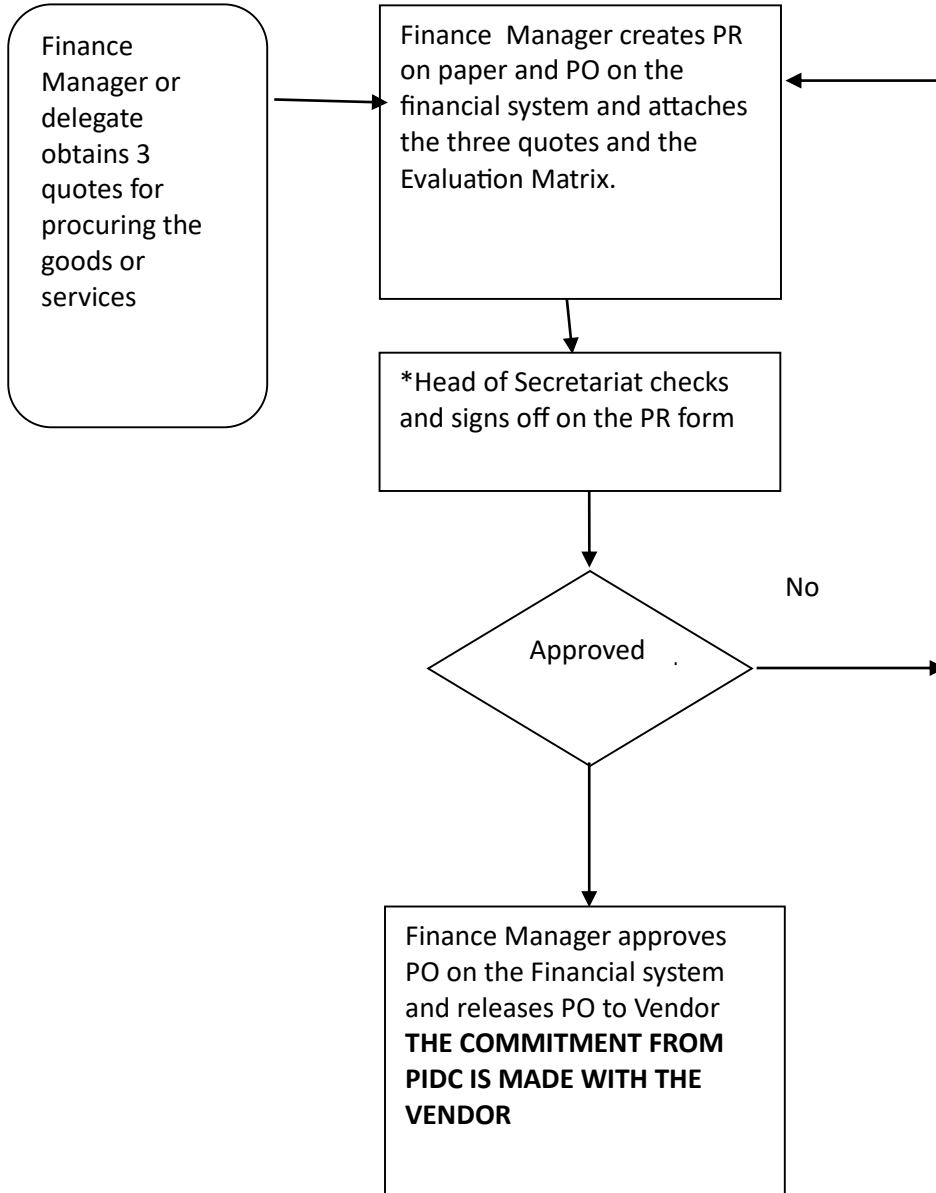 Finance
Manager or
delegate
obtains 3
quotes for
procuring the
goods or
services
Finance  Manager creates PR
on paper and PO on the
financial system and attaches
the three quotes and the
Evaluation Matrix.
*Head of Secretariat checks
and signs off on the PR form
No
Approved .
Finance Manager approves
PO on the Financial system
and releases PO to Vendor
THE COMMITMENT FROM
PIDC IS MADE WITH THE
VENDOR